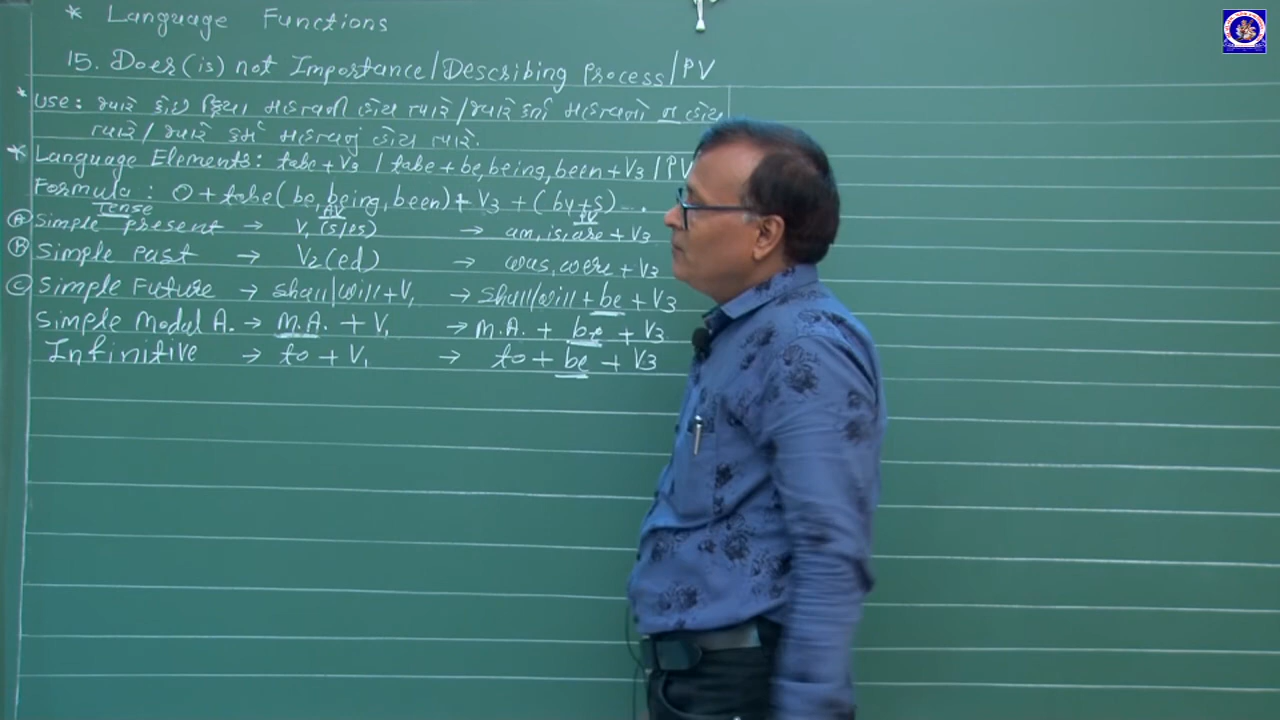 * Language Functions
15. Doer(is) not Importance/Describing Process/PV
* Use: જ્યારે કોઇ ક્રિયા મહત્વની હોય ત્યારે/જ્યારે કર્તા મહત્વનો ન હોય
ત્યારે/જ્યારે કર્મ મહત્વનું હોય ત્યારે.
* Language Elements: tobe+V3 / tobe+be,being,been+V3/PV
Formula: O+tobe(be,being,been)+V3+(by+S)...
Tense AV PV
(A) Simple present → V1(s/es) → am,is,are+V3
(B) Simple Past → V2(ed) → was,were+V3
(C) Simple Future → shall/will+V1 → Shall/will+be+V3
Simple Modul A. → M.A.+V1 → M.A.+be+V3
Infinitive → to+V1 → to+be+V3